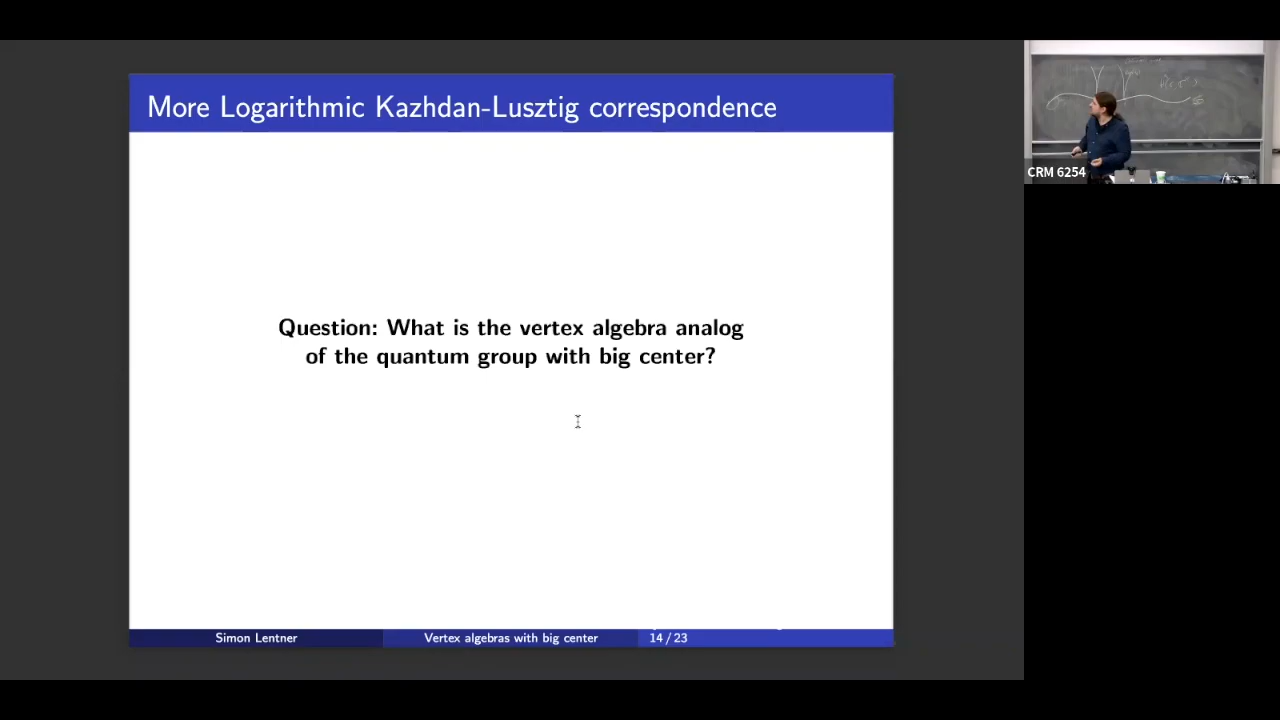 More Logarithmic Kazhdan-Lusztig correspondence
Question: What is the vertex algebra analog
of the quantum group with big center?
Simon Lentner
Vertex algebras with big center
14 / 23
CRM 6254